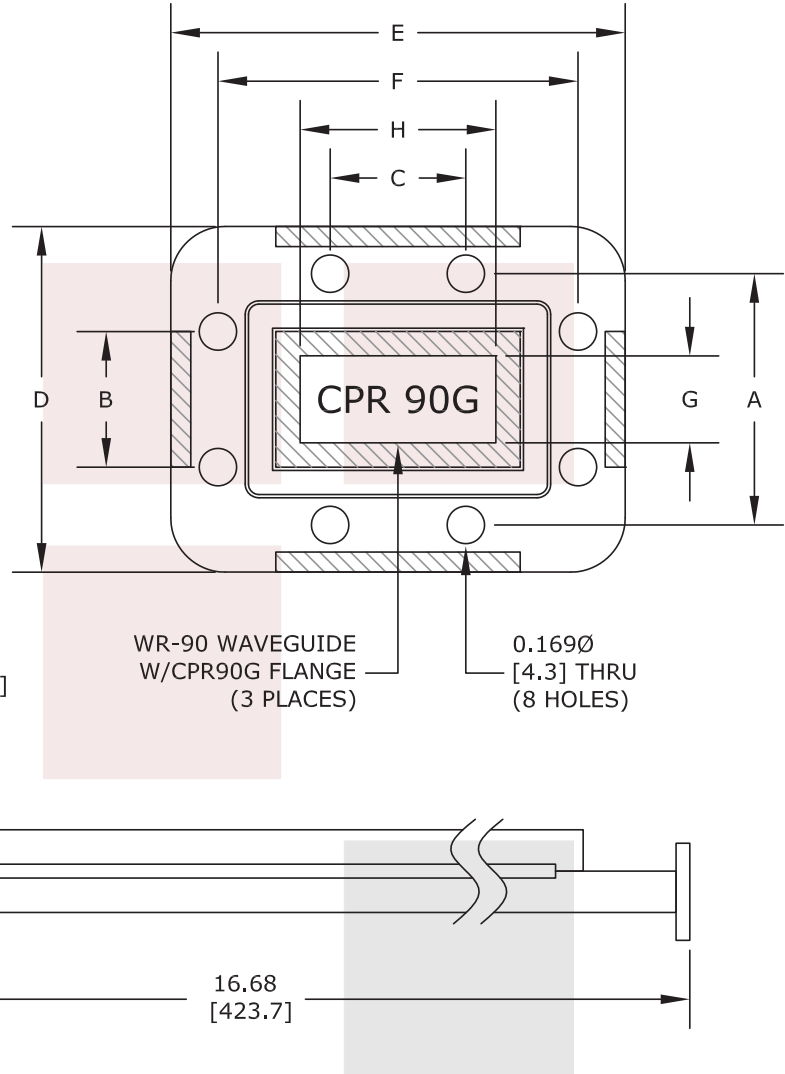 E
F
H
C
D
B
CPR 90G
G
A
WR-90 WAVEGUIDE
W/CPR90G FLANGE
(3 PLACES)
0.169Ø
[4.3] THRU
(8 HOLES)
]
16.68
[423.7]